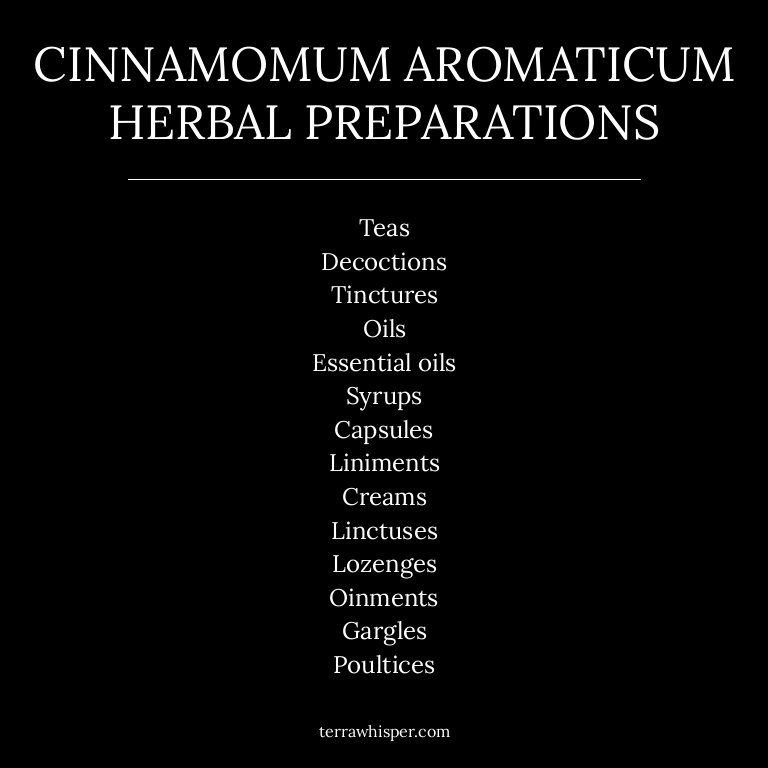 CINNAMOMUM AROMATICUM
HERBAL PREPARATIONS
Teas
Decoctions
Tinctures
Oils
Essential oils
Syrups
Capsules
Liniments
Creams
Linctuses
Lozenges
Oinments
Gargles
Poultices
terrawhisper.com